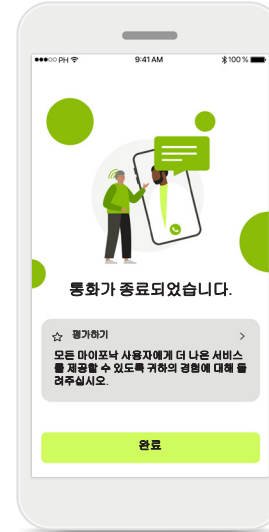 PH 9:41 AM 100 %
통화가 종료되었습니다.
평가하기
모든 마이포낙 사용자에게 더 나은 서비스
를 제공할 수 있도록 귀하의 경험에 대해 들
려주십시오.
완료